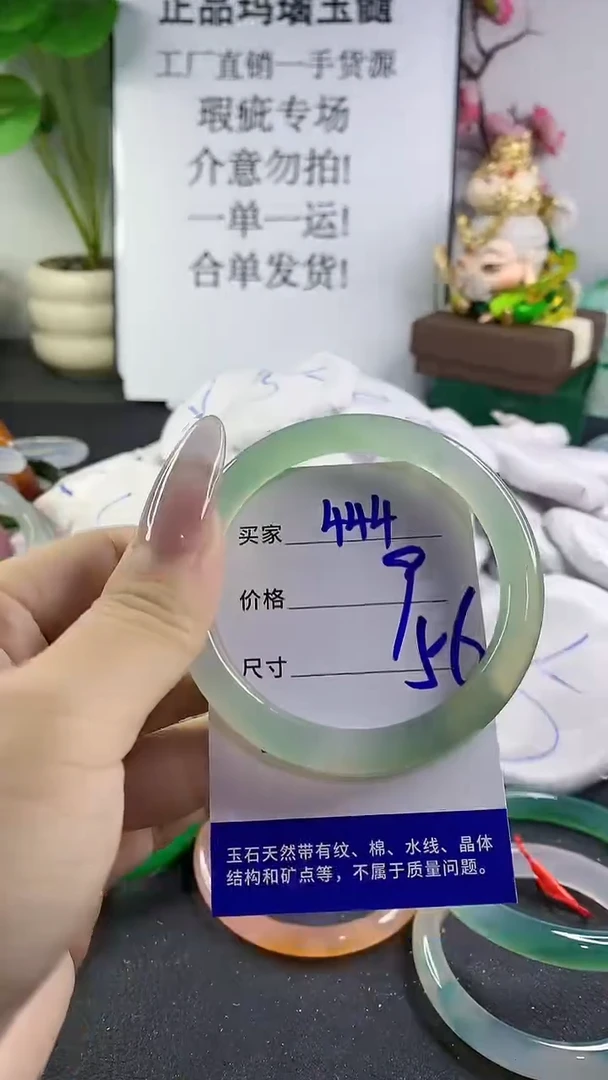 正品玛瑙玉髓
工厂直销一手货源
瑕疵专场
介意勿拍!
一单一运!
合单发货!
买家 444
价格 9
尺寸 56
玉石天然带有纹、棉、水线、晶体
结构和矿点等，不属于质量问题。